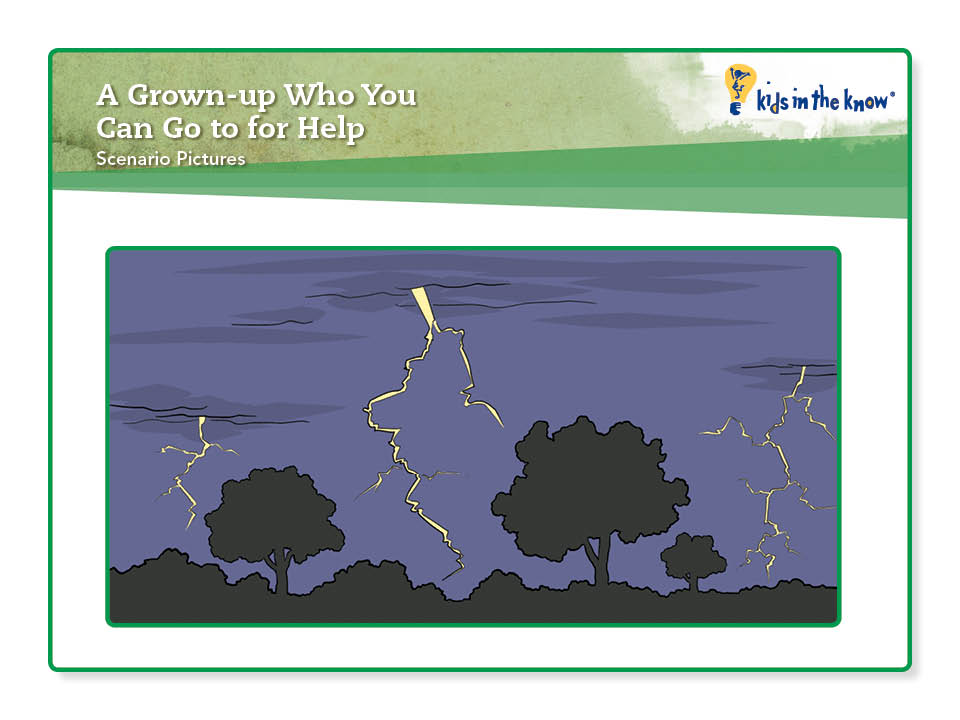 A Grown-up Who You
Can Go to for Help
Scenario Pictures
kids in the know®